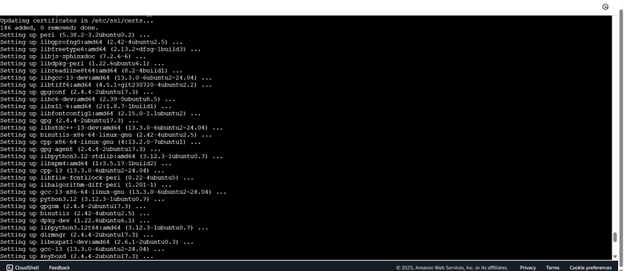 Updating certificates in /etc/ssl/certs...
146 added, 0 removed; done.
Setting up perl (5.38.2-3.2ubuntu0.2) ...
Setting up libgprofng0:amd64 (2.42-4ubuntu2.5) ...
Setting up libfreetype6:amd64 (2.13.2+dfsg-1build3) ...
Setting up libjs-sphinxdoc (7.2.6-6) ...
Setting up libdpkg-perl (1.22.6ubuntu6.1) ...
Setting up libreadline8t64:amd64 (8.2-4build1) ...
Setting up libgcc-13-dev:amd64 (13.3.0-6ubuntu2~24.04) ...
Setting up libtiff6:amd64 (4.5.1+git230720-4ubuntu2.2) ...
Setting up gpgconf (2.4.4-2ubuntu17.3) ...
Setting up libc6-dev:amd64 (2.39-0ubuntu8.5) ...
Setting up libx11-6:amd64 (2:1.8.7-1build1) ...
Setting up libfontconfig1:amd64 (2.15.0-1.1ubuntu2) ...
Setting up gpg (2.4.4-2ubuntu17.3) ...
Setting up libstdc++-13-dev:amd64 (13.3.0-6ubuntu2~24.04) ...
Setting up binutils-x86-64-linux-gnu (2.42-4ubuntu2.5) ...
Setting up cpp-x86-64-linux-gnu (4:13.2.0-7ubuntu1) ...
Setting up gpg-agent (2.4.4-2ubuntu17.3) ...
Setting up libpython3.12-stdlib:amd64 (3.12.3-1ubuntu0.7) ...
Setting up libxpm4:amd64 (1:3.5.17-1build2) ...
Setting up cpp-13 (13.3.0-6ubuntu2~24.04) ...
Setting up libfile-fcntllock-perl (0.22-4ubuntu5) ...
Setting up libalgorithm-diff-perl (1.201-1) ...
Setting up gcc-13-x86-64-linux-gnu (13.3.0-6ubuntu2~24.04) ...
Setting up python3.12 (3.12.3-1ubuntu0.7) ...
Setting up gpgsm (2.4.4-2ubuntu17.3) ...
Setting up binutils (2.42-4ubuntu2.5) ...
Setting up dpkg-dev (1.22.6ubuntu6.1) ...
Setting up libpython3.12t64:amd64 (3.12.3-1ubuntu0.7) ...
Setting up dirmngr (2.4.4-2ubuntu17.3) ...
Setting up libexpat1-dev:amd64 (2.6.1-2ubuntu0.3) ...
Setting up gcc-13 (13.3.0-6ubuntu2~24.04) ...
Setting up keyboxd (2.4.4-2ubuntu17.3) ...
CloudShell Feedback © 2025, Amazon Web Services, Inc. or its affiliates. Privacy Terms Cookie preferences